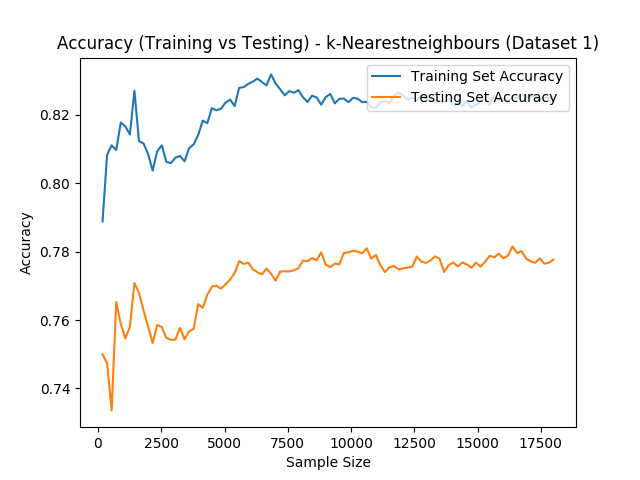 Accuracy (Training vs Testing) - k-Nearestneighbours (Dataset 1)
Training Set Accuracy
Testing Set Accuracy
0.82
0.80
0.78
0.76
0.74
Accuracy
0 2500 5000 7500 10000 12500 15000 17500
Sample Size